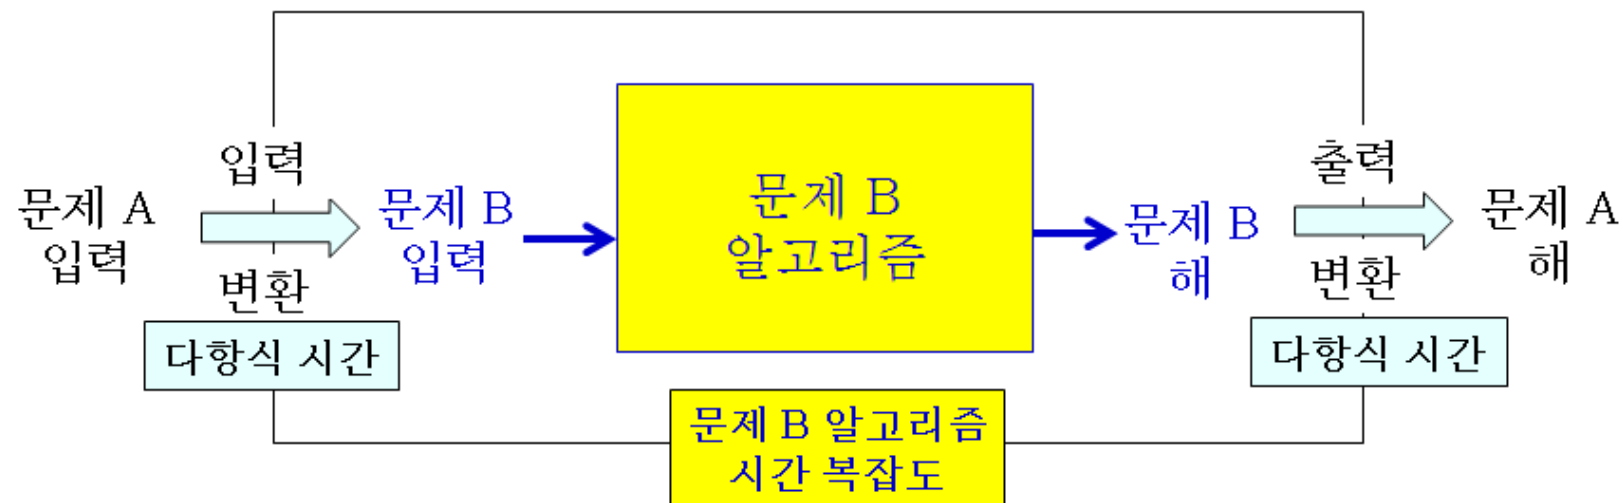 문제 A
입력
입력
변환
다항식 시간
문제 B
입력
문제 B
알고리즘
문제 B
해
출력
변환
다항식 시간
문제 A
해
문제 B 알고리즘
시간 복잡도